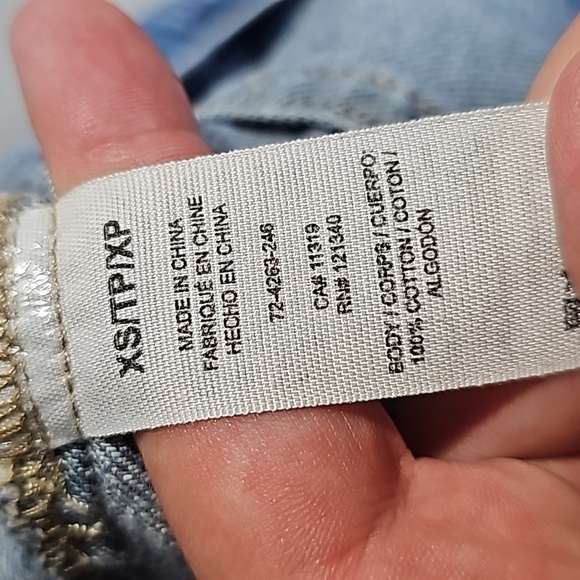 XS/TP/XP
MADE IN CHINA
FABRIQUÉ EN CHINE
HECHO EN CHINA
72-4263-246
CA# 11319
RN# 121340
BODY / CORPS / CUERPO
100% COTTON / COTON /
ALGODÓN